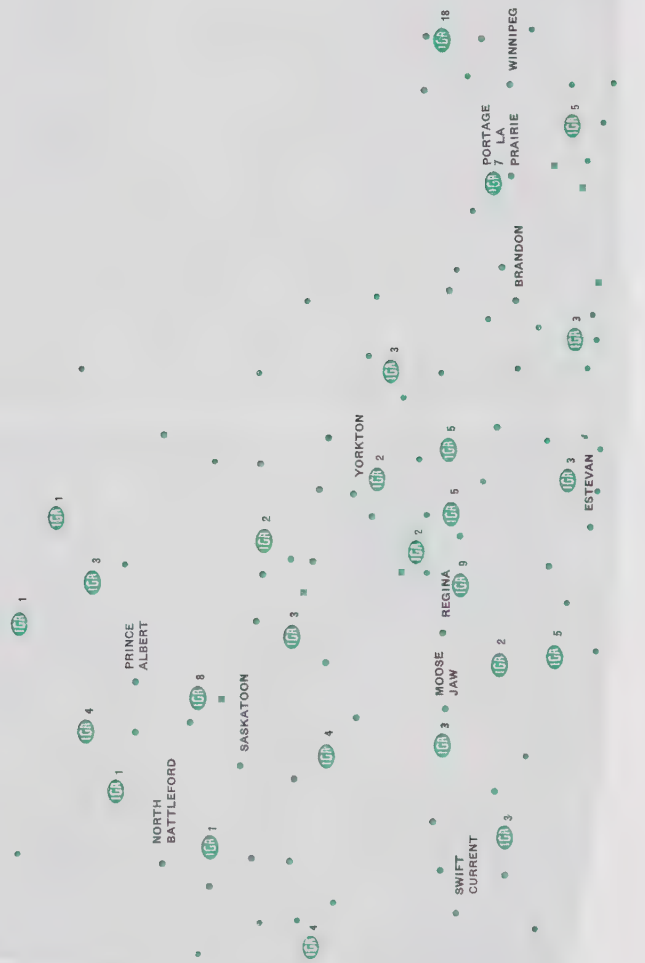 IGA 1
IGA 1
IGA 4
IGA 3
IGA 1
PRINCE
ALBERT
NORTH
BATTLEFORD
IGA 8
IGA 1
SASKATOON
IGA 2
IGA 3
IGA 4
IGA 4
YORKTON
IGA 2
IGA 3
IGA 2
IGA 3
MOOSE
JAW
REGINA
IGA 18
IGA 5
IGA 5
IGA 9
SWIFT
CURRENT
PORTAGE
IGA 7 LA
PRAIRIE
IGA 2
IGA 3
WINNIPEG
BRANDON
IGA 5
IGA 3
IGA 5
IGA 3
ESTEVAN